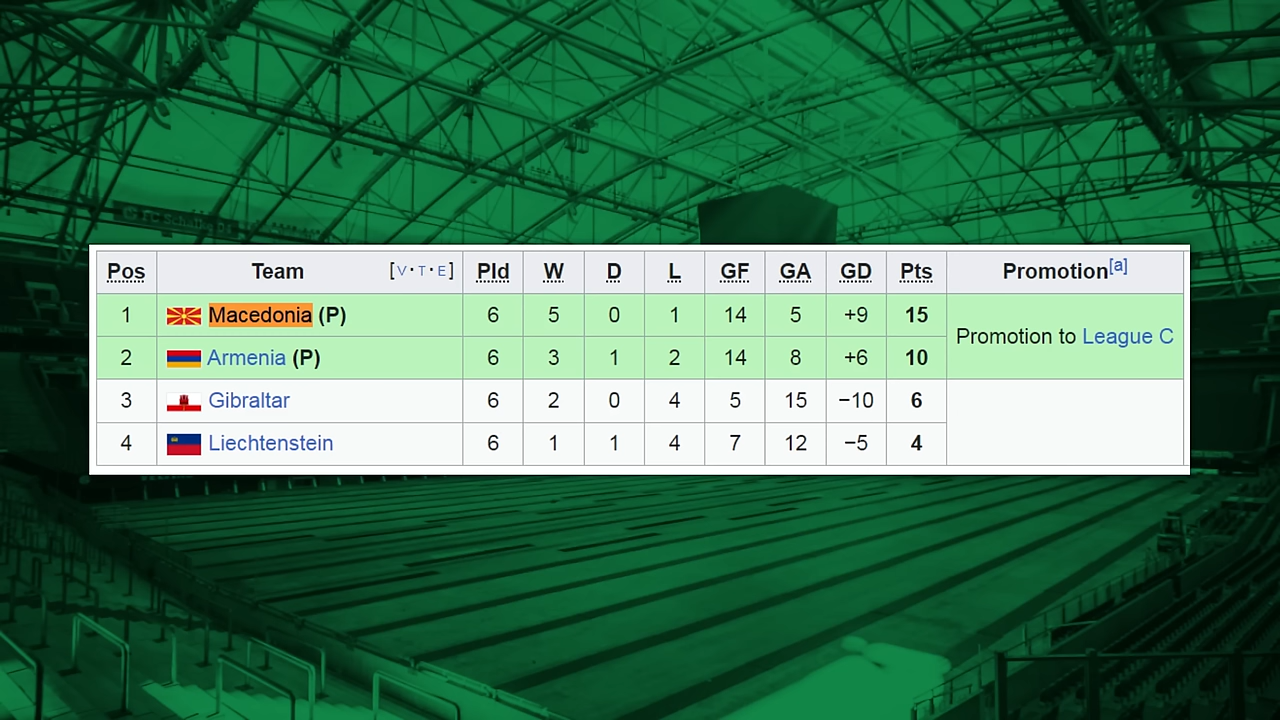 Pos Team [V·T·E] Pld W D L GF GA GD Pts Promotion[a]
1 Macedonia (P) 6 5 0 1 14 5 +9 15 Promotion to League C
2 Armenia (P) 6 3 1 2 14 8 +6 10
3 Gibraltar 6 2 0 4 5 15 −10 6
4 Liechtenstein 6 1 1 4 7 12 −5 4